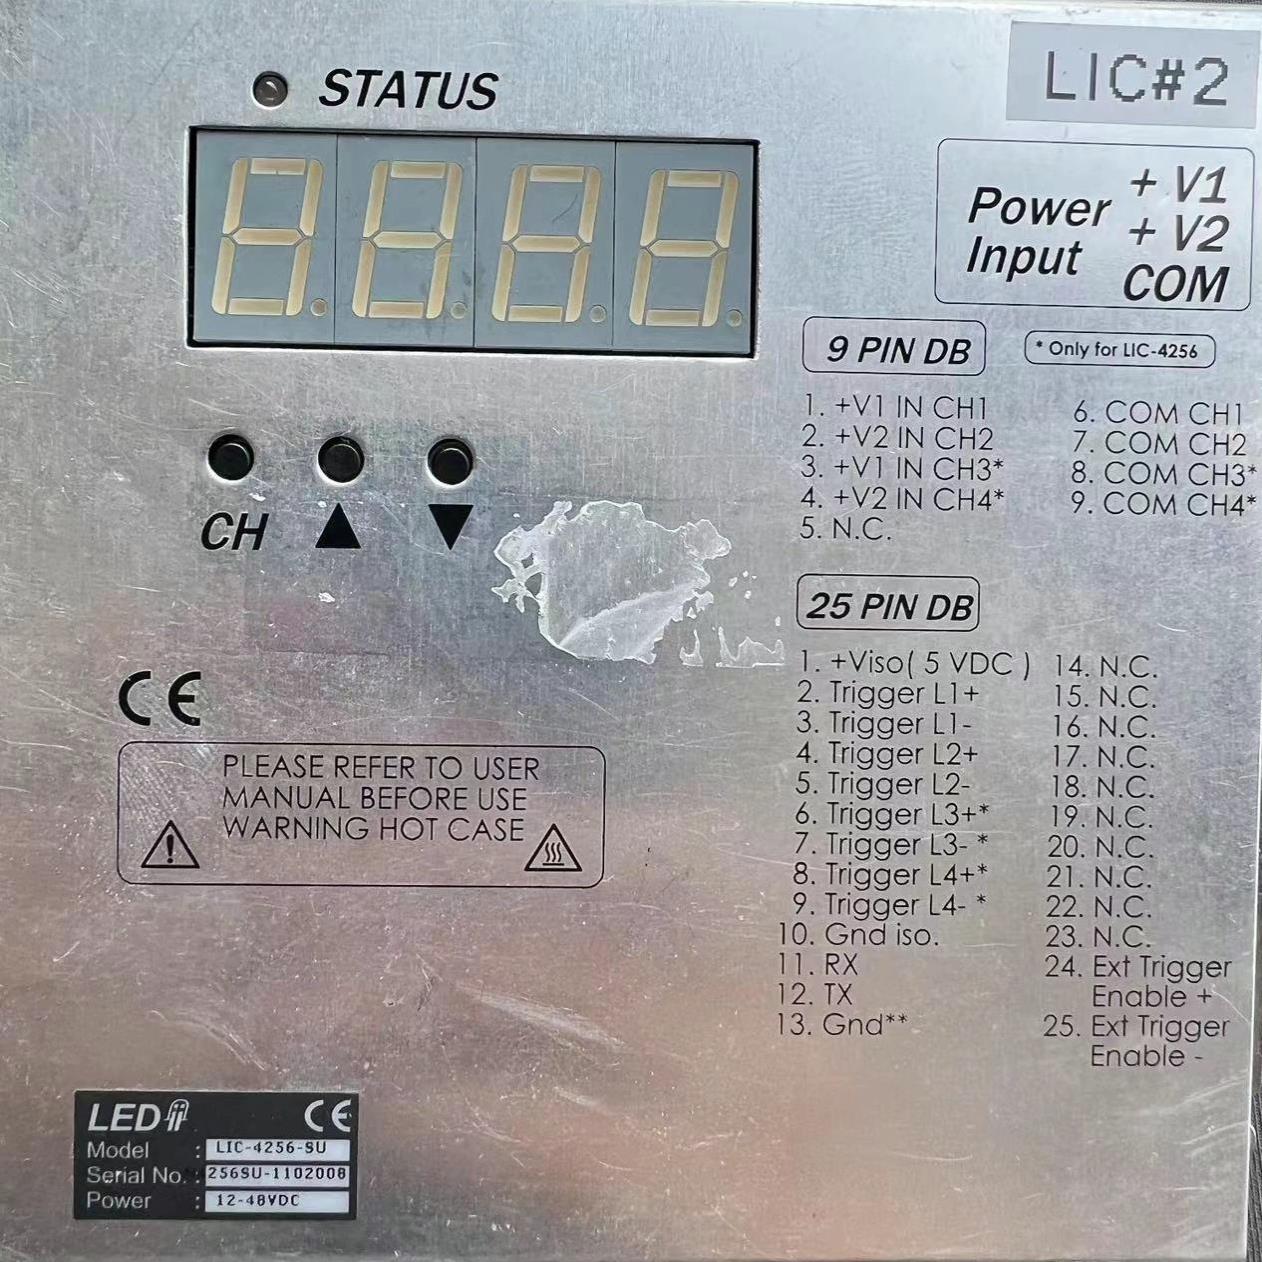 STATUS
LIC#2
Power Input
+ V1
+ V2
COM
9 PIN DB
* Only for LIC-4256
1. +V1 IN CH1
2. +V2 IN CH2
3. +V1 IN CH3*
4. +V2 IN CH4*
5. N.C.
6. COM CH1
7. COM CH2
8. COM CH3*
9. COM CH4*
CH ▲ ▼
25 PIN DB
1. +Viso( 5 VDC )
2. Trigger L1+
3. Trigger L1-
4. Trigger L2+
5. Trigger L2-
6. Trigger L3+*
7. Trigger L3- *
8. Trigger L4+*
9. Trigger L4- *
10. Gnd iso.
11. RX
12. TX
13. Gnd**
14. N.C.
15. N.C.
16. N.C.
17. N.C.
18. N.C.
19. N.C.
20. N.C.
21. N.C.
22. N.C.
23. N.C.
24. Ext Trigger
Enable +
25. Ext Trigger
Enable -
CE
PLEASE REFER TO USER
MANUAL BEFORE USE
WARNING HOT CASE
LED CE
Model : LIC-4256-SU
Serial No. : 256SU-1102008
Power : 12-48VDC